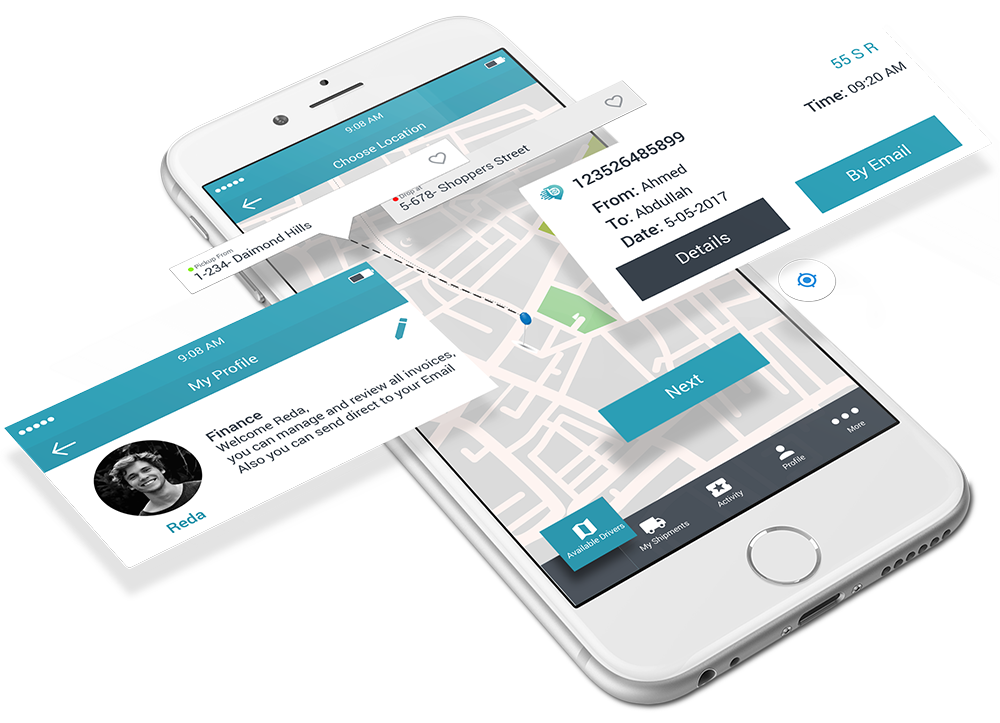 9:08 AM
Choose Location
Pickup From
1-234- Daimond Hills
Drop at
5-678- Shoppers Street
55 S R
Time: 09:20 AM
123526485899
From: Ahmed
To: Abdullah
Date: 5-05-2017
Details
By Email
9:08 AM
My Profile
Finance
Welcome Reda,
you can manage and review all invoices,
Also you can send direct to your Email
Reda
Next
Available Drivers
My Shipments
Activity
Profile
More